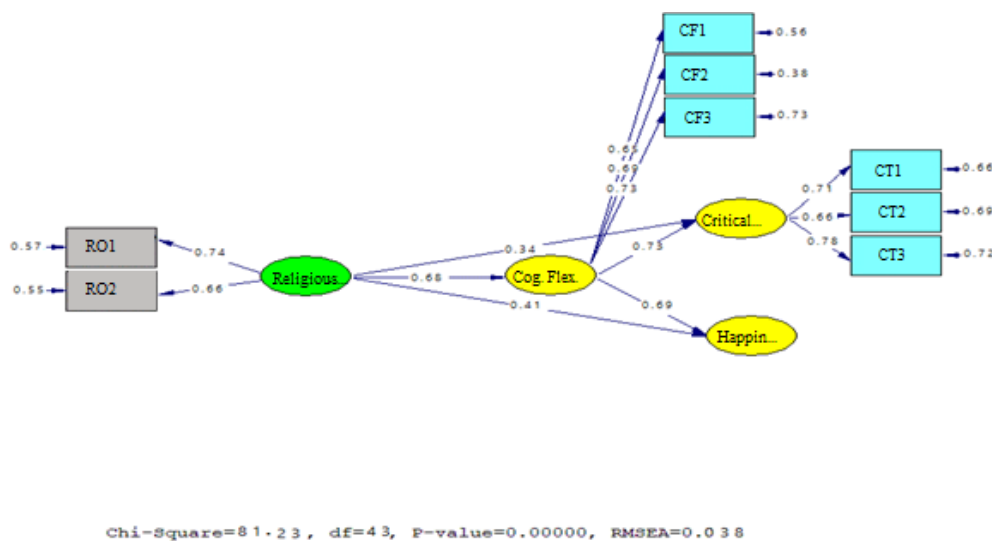 CF1
0.56
CF2
0.38
CF3
0.73
0.65
0.69
0.73
CT1
0.66
0.71
CT2
0.69
0.66
CT3
0.72
0.78
Critical...
0.34
0.73
0.57
RO1
0.74
Religious
0.68
Cog. Flex.
0.55
RO2
0.66
0.41
0.69
Happin...
Chi-Square=81.23, df=43, P-value=0.00000, RMSEA=0.038